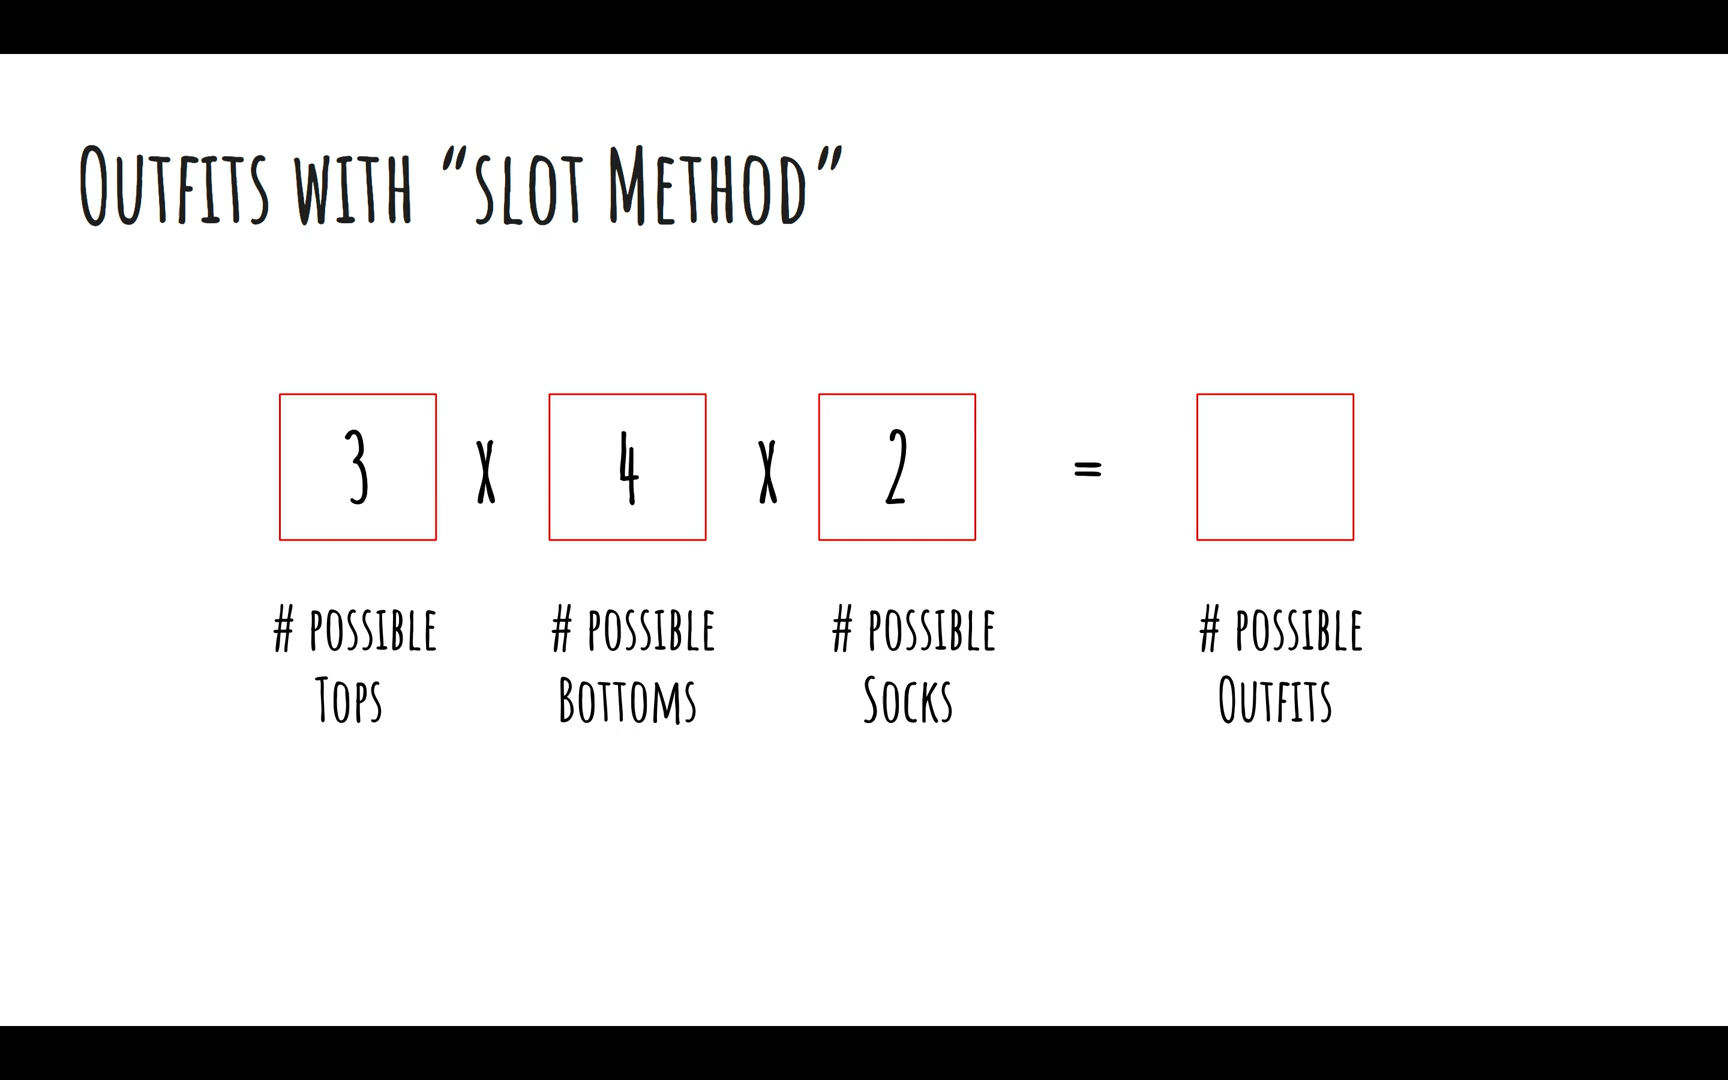 Outfits with “slot Method”
3 x 4 x 2 =
# possible Tops
# possible Bottoms
# possible Socks
# possible Outfits